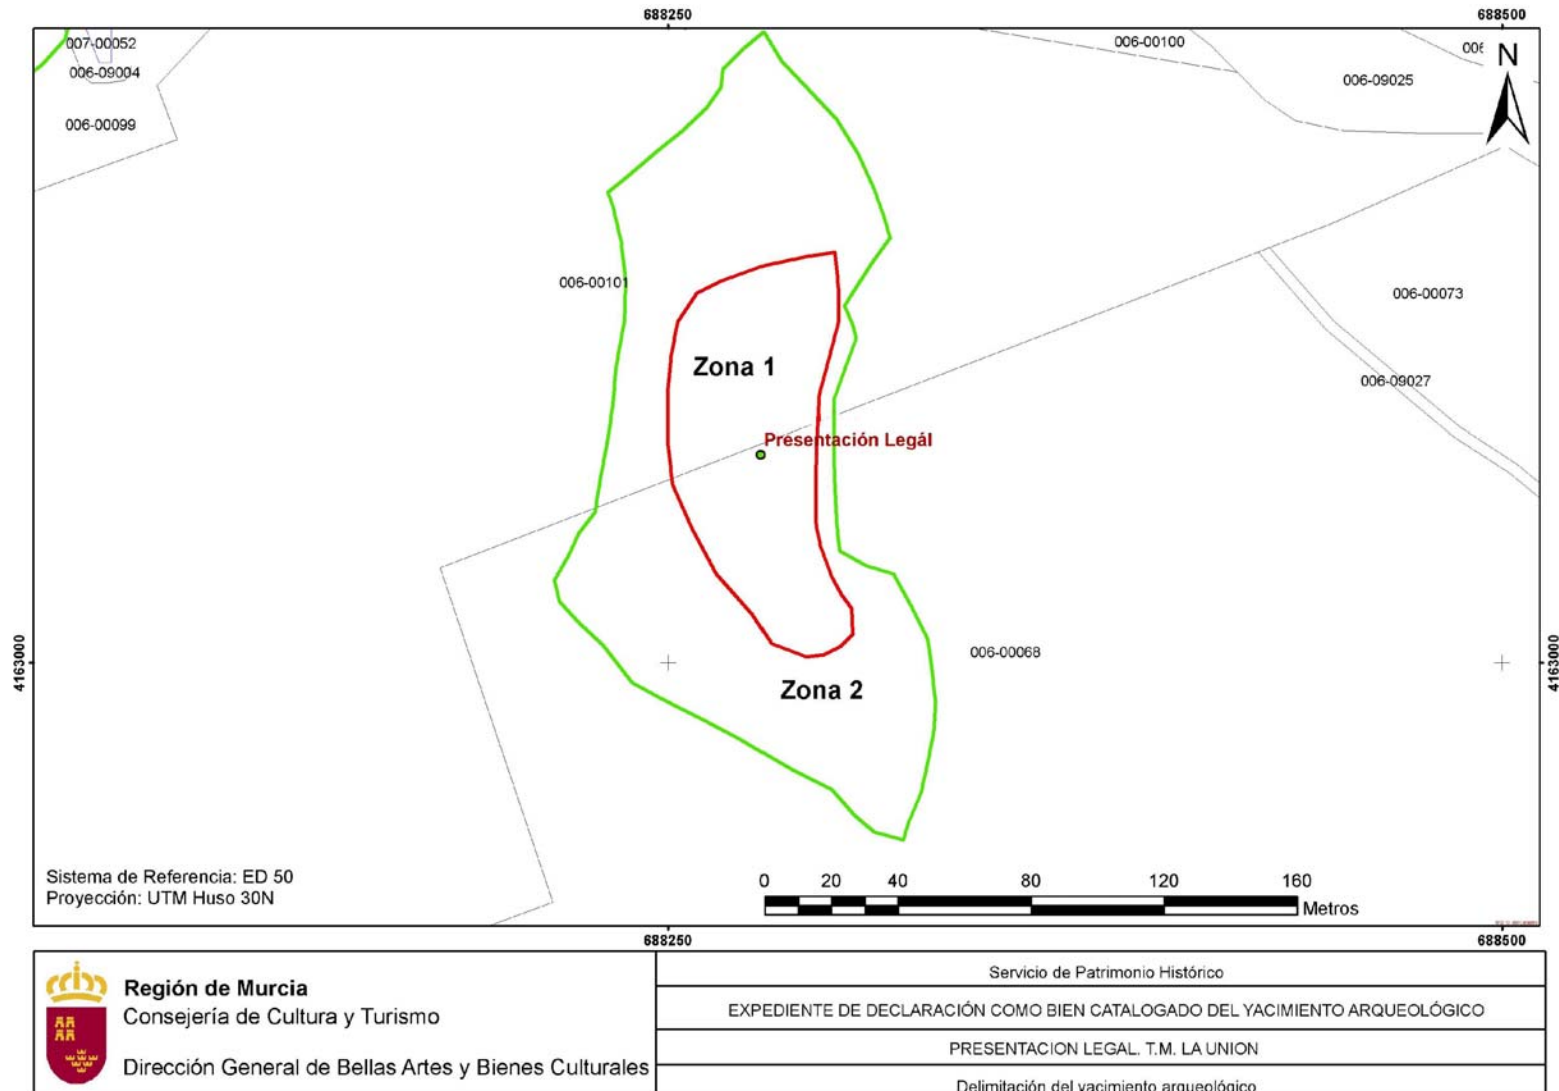 688250
688500
007-00052
006-09004
006-00099
006-00100
006-09025
006
N
006-00101
006-00073
Zona 1
006-09027
Presentación Legál
4163000
4163000
006-00068
Zona 2
Sistema de Referencia: ED 50
Proyección: UTM Huso 30N
0 20 40 80 120 160
Metros
688250
688500
Región de Murcia
Consejería de Cultura y Turismo
Dirección General de Bellas Artes y Bienes Culturales
Servicio de Patrimonio Histórico
EXPEDIENTE DE DECLARACIÓN COMO BIEN CATALOGADO DEL YACIMIENTO ARQUEOLÓGICO
PRESENTACION LEGAL. T.M. LA UNION
Delimitación del yacimiento arqueológico